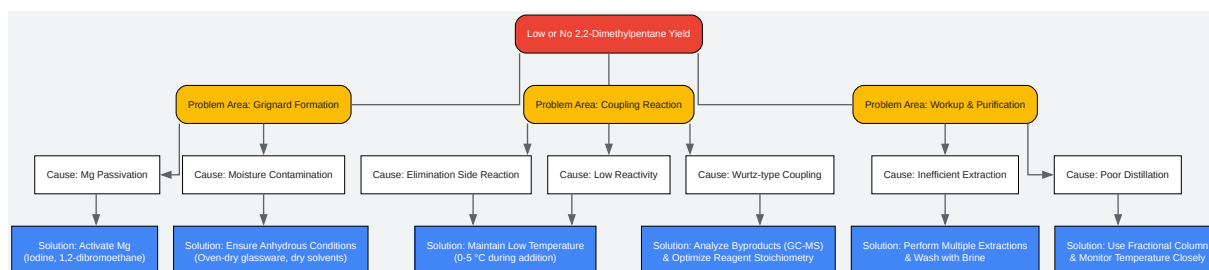 Low or No 2,2-Dimethylpentane Yield
Problem Area: Grignard Formation
Problem Area: Coupling Reaction
Problem Area: Workup & Purification
Cause: Mg Passivation
Cause: Moisture Contamination
Cause: Elimination Side Reaction
Cause: Low Reactivity
Cause: Wurtz-type Coupling
Cause: Inefficient Extraction
Cause: Poor Distillation
Solution: Activate Mg
(Iodine, 1,2-dibromoethane)
Solution: Ensure Anhydrous Conditions
(Oven-dry glassware, dry solvents)
Solution: Maintain Low Temperature
(0-5 °C during addition)
Solution: Analyze Byproducts (GC-MS)
& Optimize Reagent Stoichiometry
Solution: Perform Multiple Extractions
& Wash with Brine
Solution: Use Fractional Column
& Monitor Temperature Closely